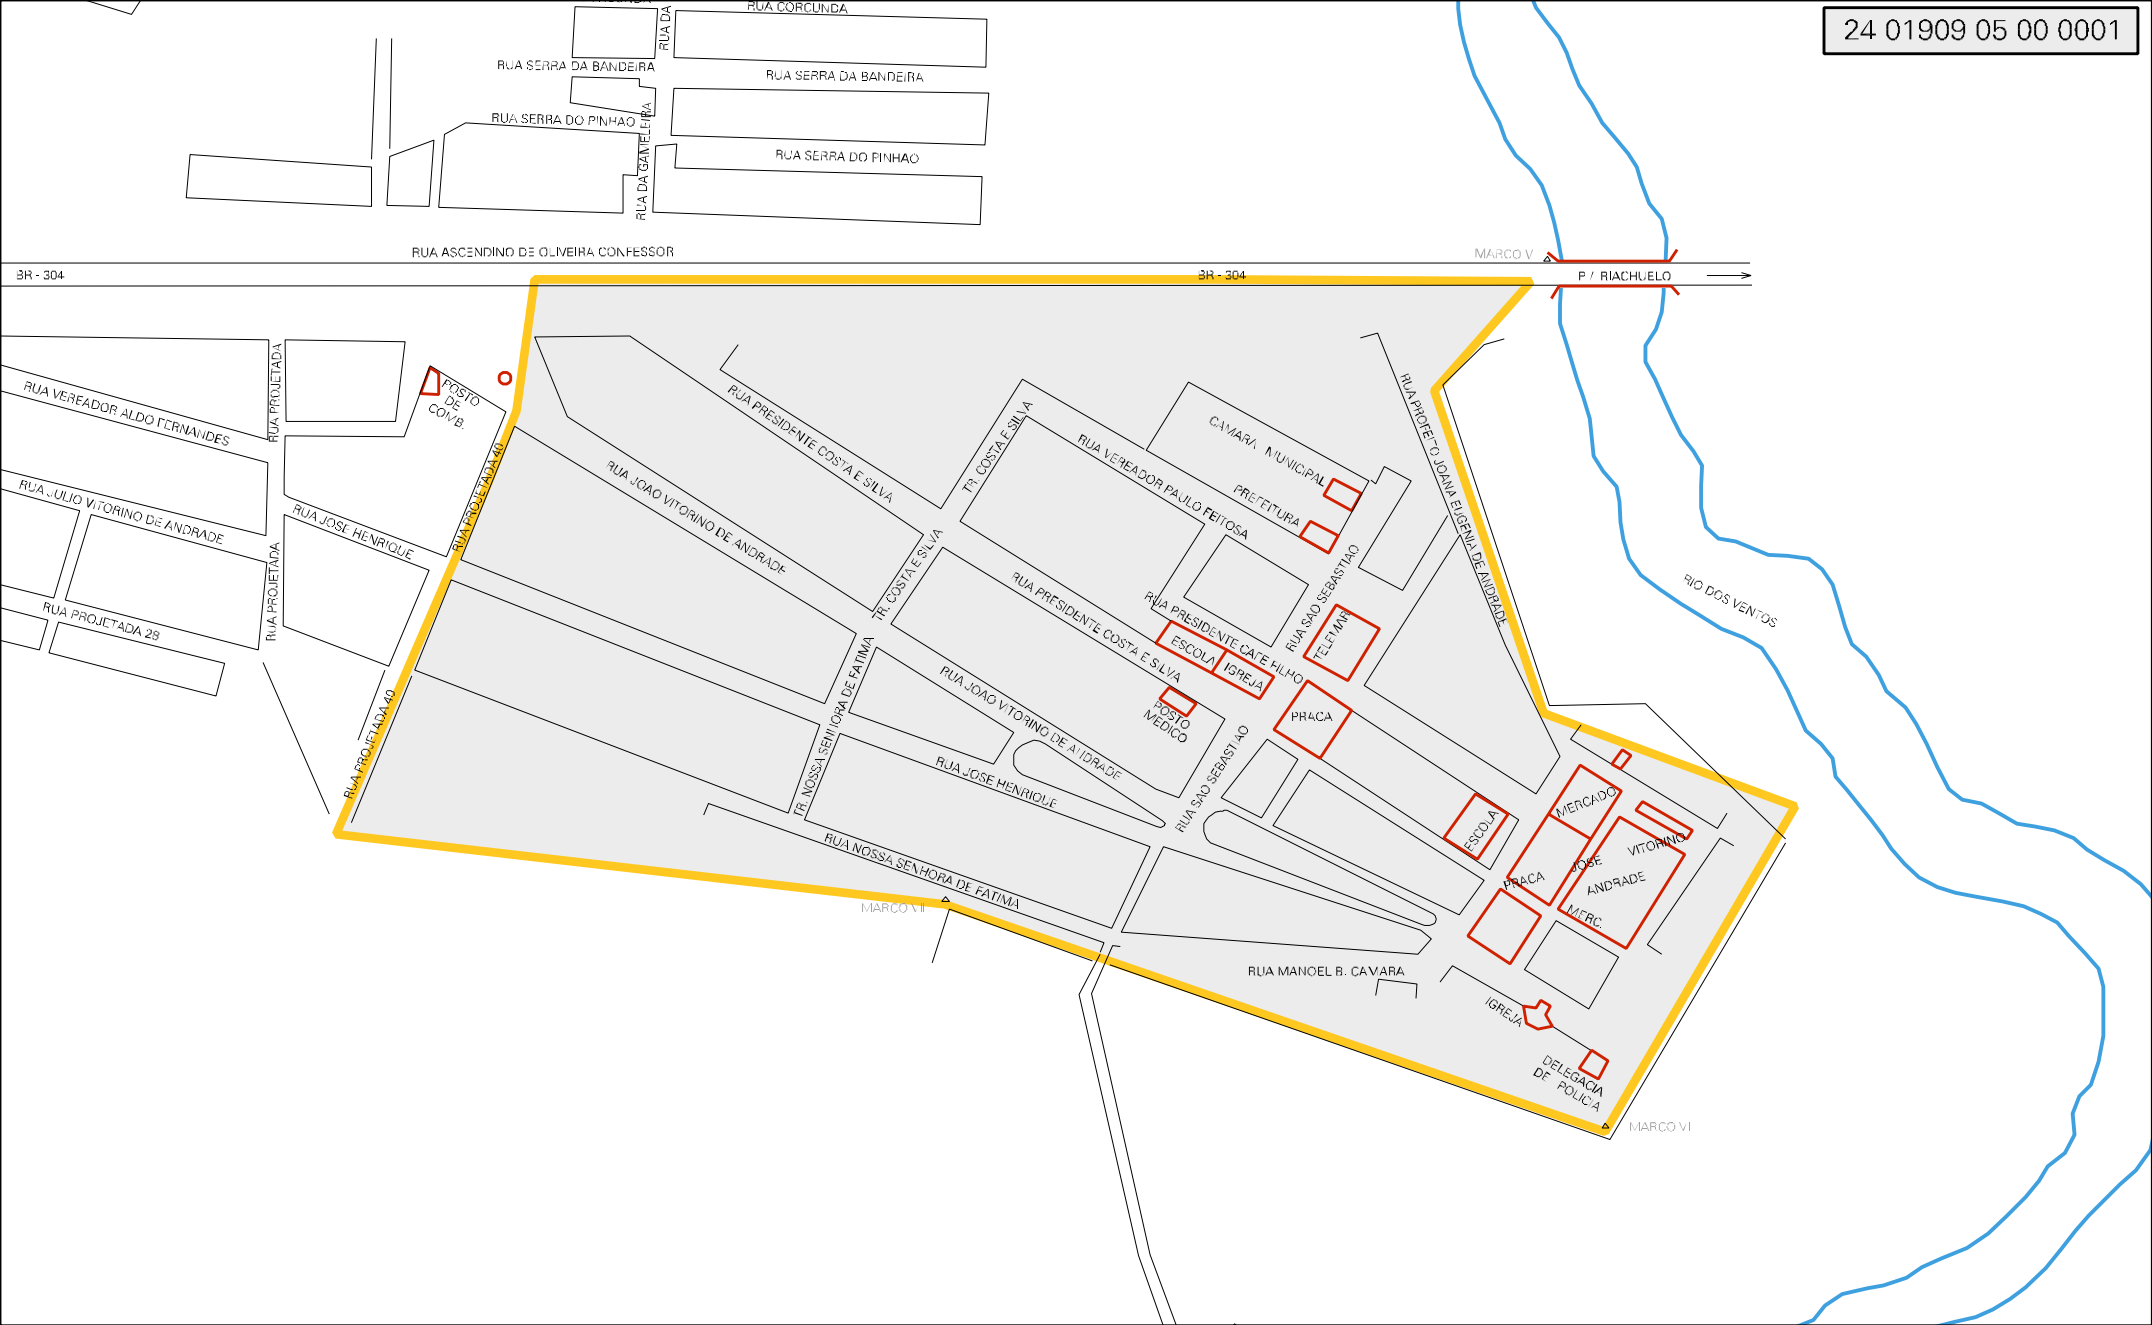 24 01909 05 00 0001
RUA CORCUNDA
RUA DA
RUA SERRA DA BANDEIRA
RUA SERRA DA BANDEIRA
RUA SERRA DO PINHAO
RUA DA GAMELEIRA
RUA SERRA DO PINHAO
RUA ASCENDINO DE OLIVEIRA CONFESSOR
MARCO V
BR - 304
BR - 304
P / RIACHUELO
RUA PROJETADA
RUA VEREADOR ALDO FERNANDES
POSTO
DE
COMB.
RUA PROJETADA 40
RUA JULIO VITORINO DE ANDRADE
RUA JOSE HENRIQUE
RUA PROJETADA
RUA PROJETADA 28
RUA PROJETADA 40
RUA PRESIDENTE COSTA E SILVA
RUA JOAO VITORINO DE ANDRADE
TR. COSTA E SILVA
TR. COSTA E SILVA
RUA VEREADOR PAULO FEITOSA
CAMARA MUNICIPAL
PREFEITURA
RUA PROFEITO JOANA EUGENIA DE ANDRADE
RUA SAO SEBASTIAO
TELEMAR
RUA PRESIDENTE CAFE FILHO
RUA PRESIDENTE COSTA E SILVA
ESCOLA
IGREJA
POSTO
MEDICO
PRACA
RIO DOS VENTOS
TR. NOSSA SENHORA DE FATIMA
RUA JOAO VITORINO DE ANDRADE
RUA JOSE HENRIQUE
RUA SAO SEBASTIAO
RUA NOSSA SENHORA DE FATIMA
MARCO VII
ESCOLA
MERCADO
PRACA
JOSE
VITORINO
ANDRADE
MERC.
RUA MANOEL B. CAMARA
IGREJA
DELEGACIA
DE POLICIA
MARCO VI